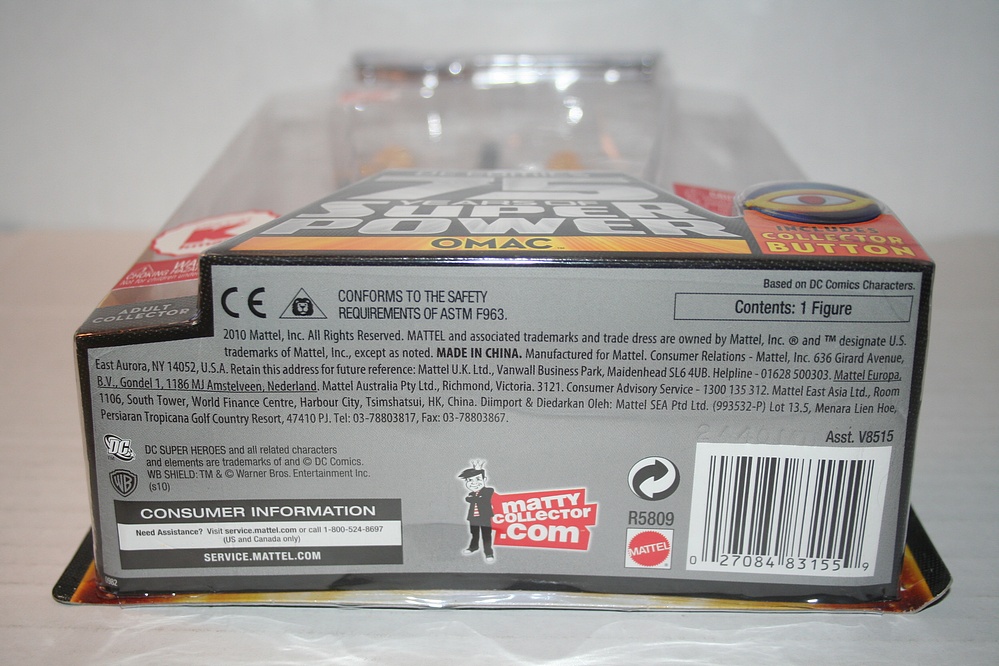 75
YEARS OF
SUPER
POWER
OMAC
INCLUDES
COLLECTOR
BUTTON
K
WA
CHOKING HAZA
ADULT
COLLECTOR
CE
CONFORMS TO THE SAFETY
REQUIREMENTS OF ASTM F963.
Based on DC Comics Characters.
Contents: 1 Figure
2010 Mattel, Inc. All Rights Reserved. MATTEL and associated trademarks and trade dress are owned by Mattel, Inc. ® and ™ designate U.S.
trademarks of Mattel, Inc., except as noted. MADE IN CHINA. Manufactured for Mattel. Consumer Relations - Mattel, Inc. 636 Girard Avenue,
East Aurora, NY 14052, U.S.A. Retain this address for future reference: Mattel U.K. Ltd., Vanwall Business Park, Maidenhead SL6 4UB. Helpline - 01628 500303. Mattel Europa,
B.V., Gondel 1, 1186 MJ Amstelveen, Nederland. Mattel Australia Pty Ltd., Richmond, Victoria. 3121. Consumer Advisory Service - 1300 135 312. Mattel East Asia Ltd., Room
1106, South Tower, World Finance Centre, Harbour City, Tsimshatsui, HK, China. Diimport & Diedarkan Oleh: Mattel SEA Ptd Ltd. (993532-P) Lot 13.5, Menara Lien Hoe,
Persiaran Tropicana Golf Country Resort, 47410 PJ. Tel: 03-78803817, Fax: 03-78803867.
Asst. V8515
DC
DC SUPER HEROES and all related characters
and elements are trademarks of and © DC Comics.
WB SHIELD: TM & © Warner Bros. Entertainment Inc.
(s10)
WB
CONSUMER INFORMATION
Need Assistance? Visit service.mattel.com or call 1-800-524-8697
(US and Canada only)
SERVICE.MATTEL.COM
matty
COLLECTOR
.com
R5809
MATTEL
0 27084 83155 9
0982